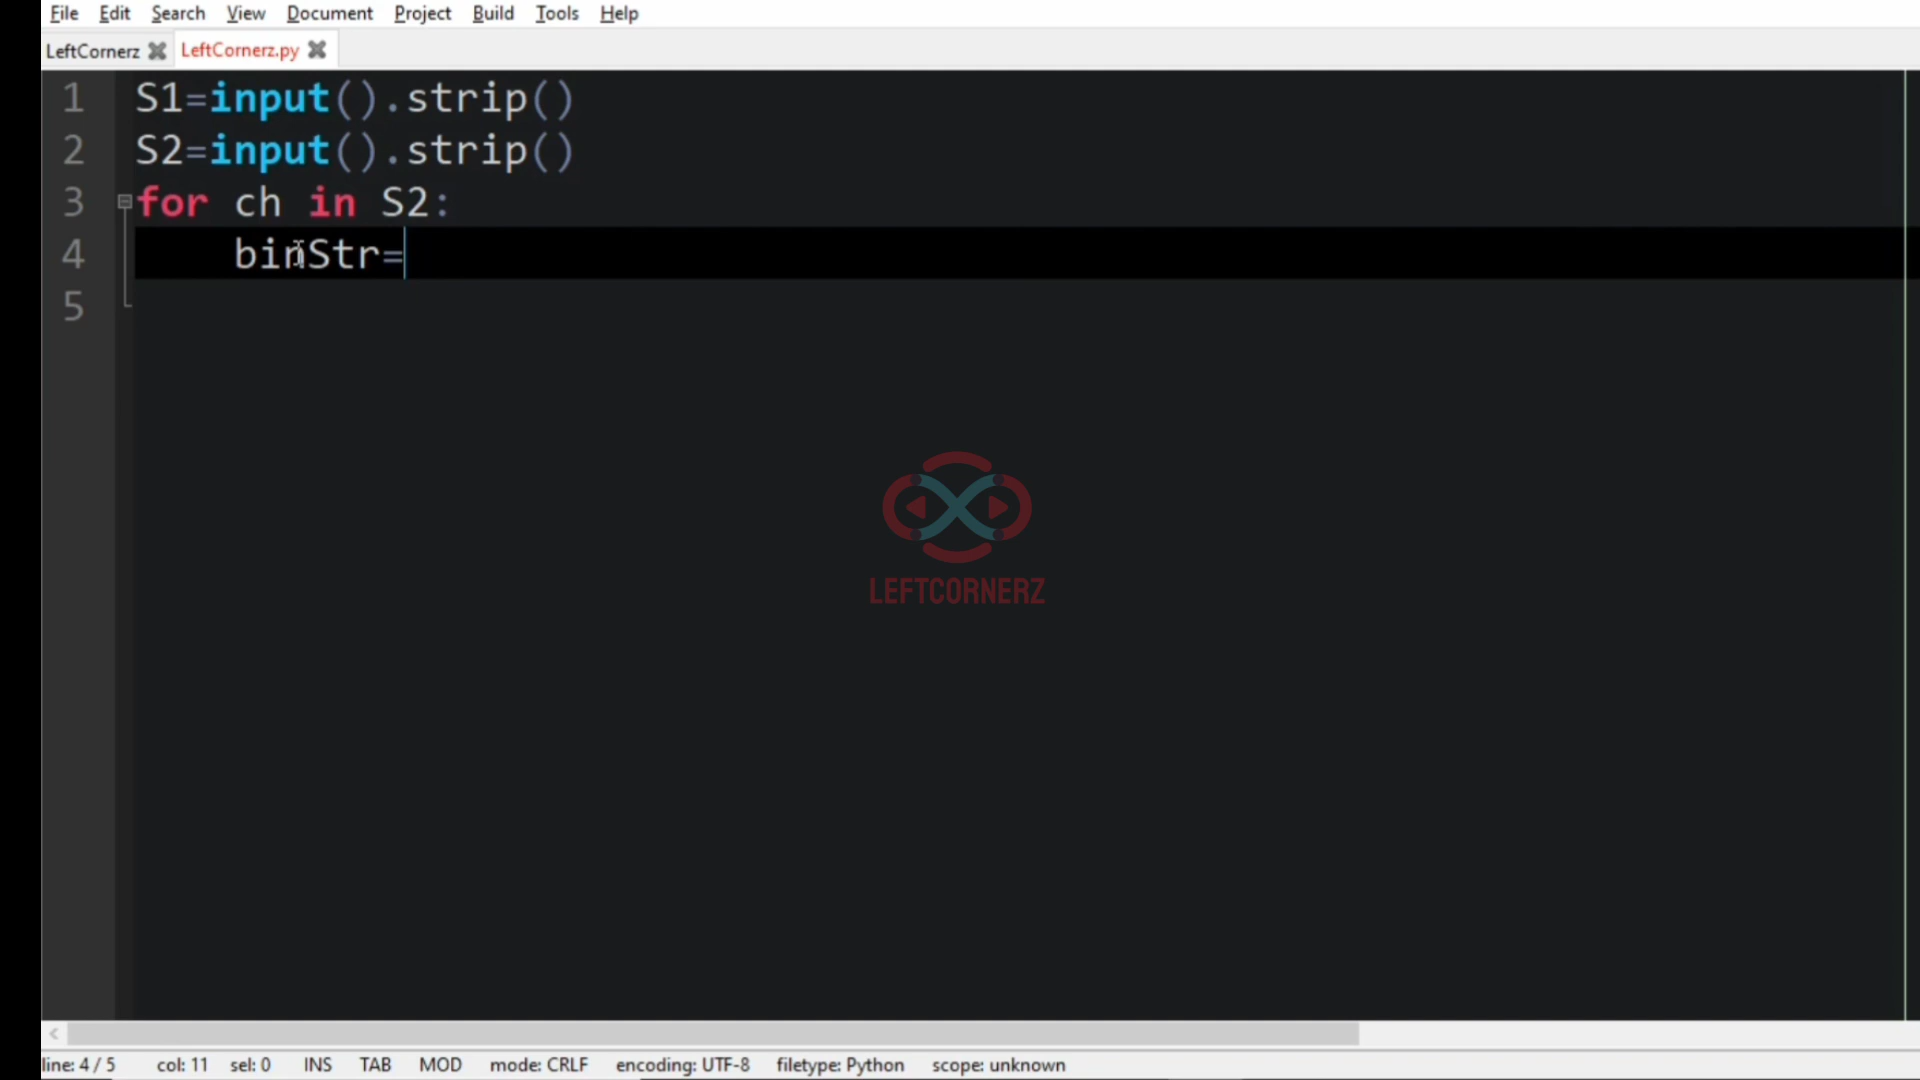 File Edit Search View Document Project Build Tools Help
LeftCornerz LeftCornerz.py
1 S1=input().strip()
2 S2=input().strip()
3 for ch in S2:
4 binStr=
5
LEFTCORNERZ
line: 4 / 5 col: 11 sel: 0 INS TAB MOD mode: CRLF encoding: UTF-8 filetype: Python scope: unknown